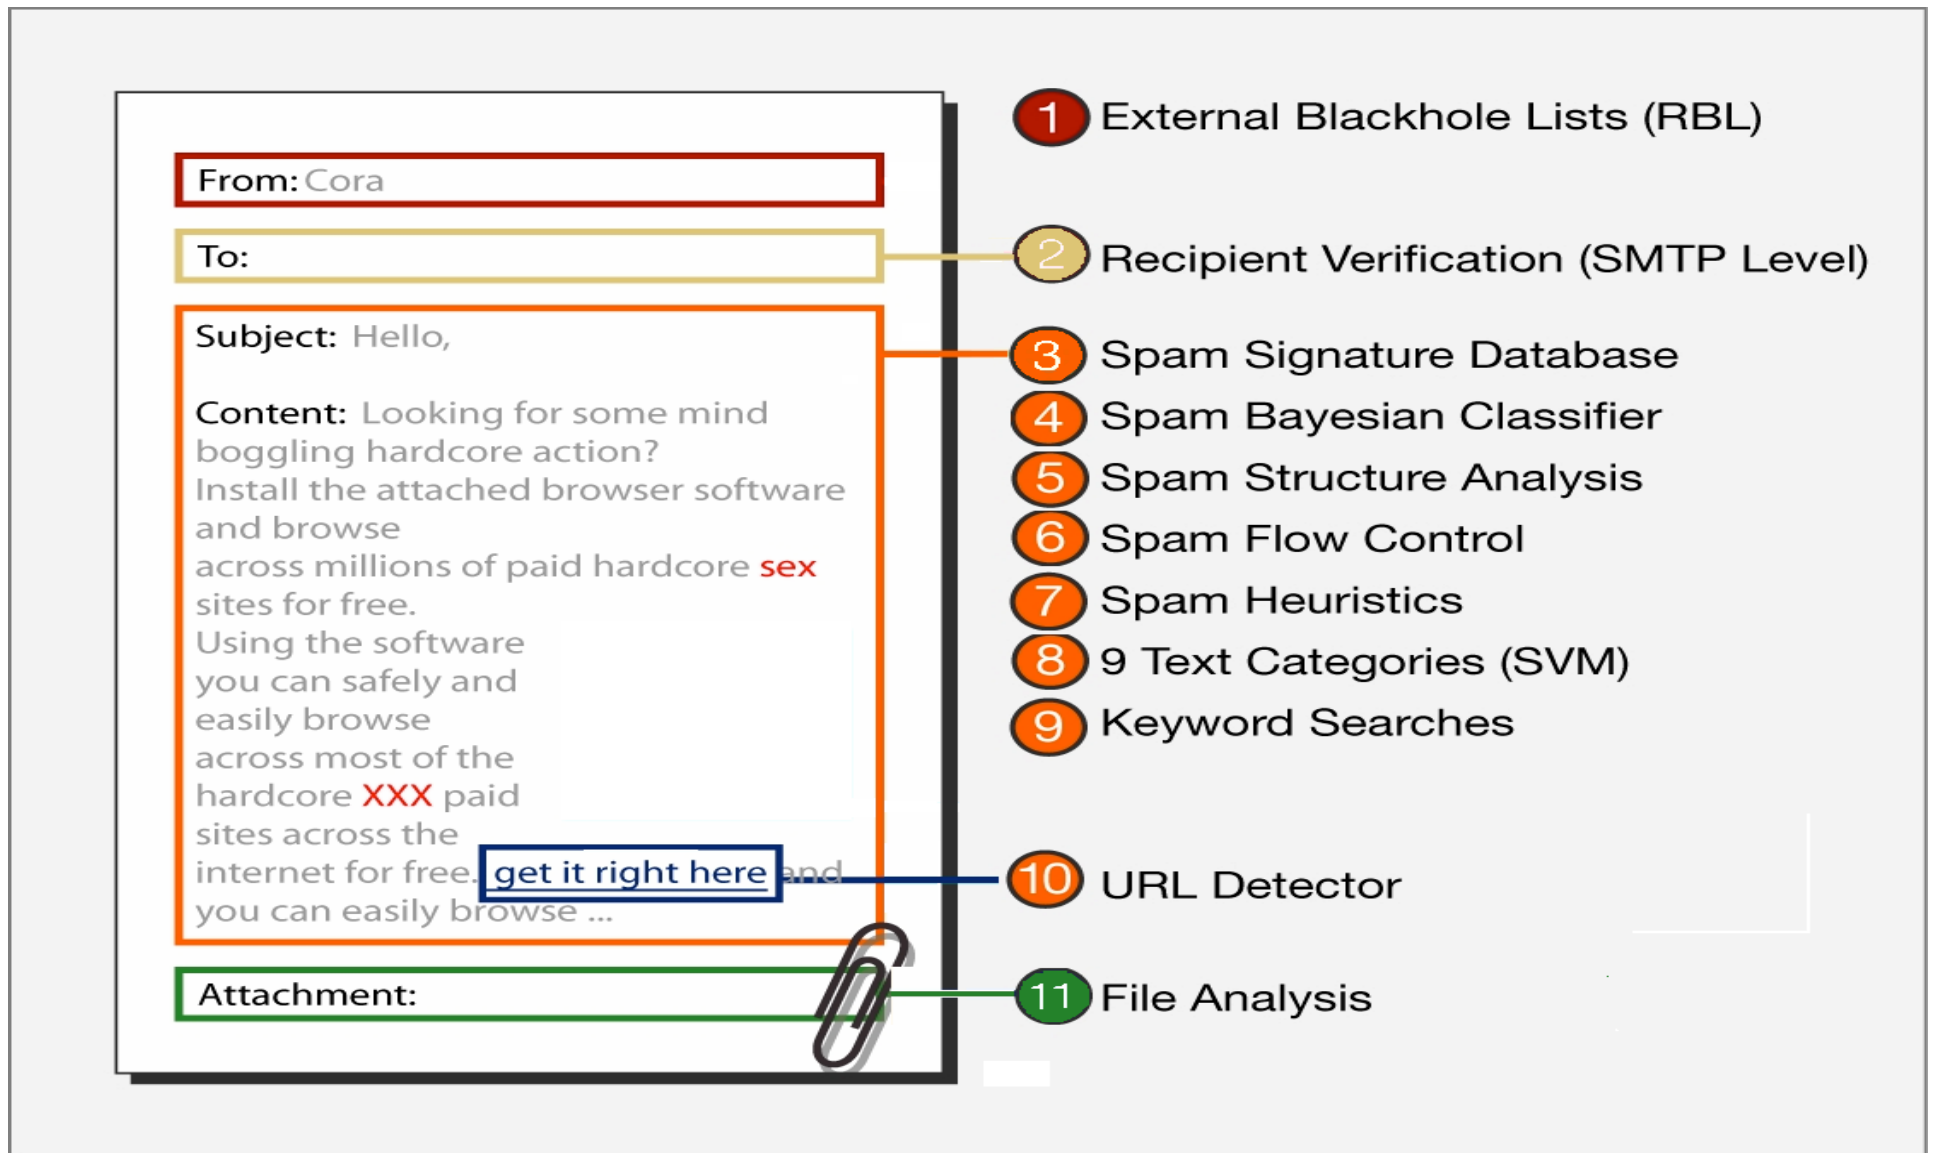 From: Cora
To:
Subject: Hello,
Content: Looking for some mind
boggling hardcore action?
Install the attached browser software
and browse
across millions of paid hardcore sex
sites for free.
Using the software
you can safely and
easily browse
across most of the
hardcore XXX paid
sites across the
internet for free. get it right here and
you can easily browse ...
Attachment:
1 External Blackhole Lists (RBL)
2 Recipient Verification (SMTP Level)
3 Spam Signature Database
4 Spam Bayesian Classifier
5 Spam Structure Analysis
6 Spam Flow Control
7 Spam Heuristics
8 9 Text Categories (SVM)
9 Keyword Searches
10 URL Detector
11 File Analysis